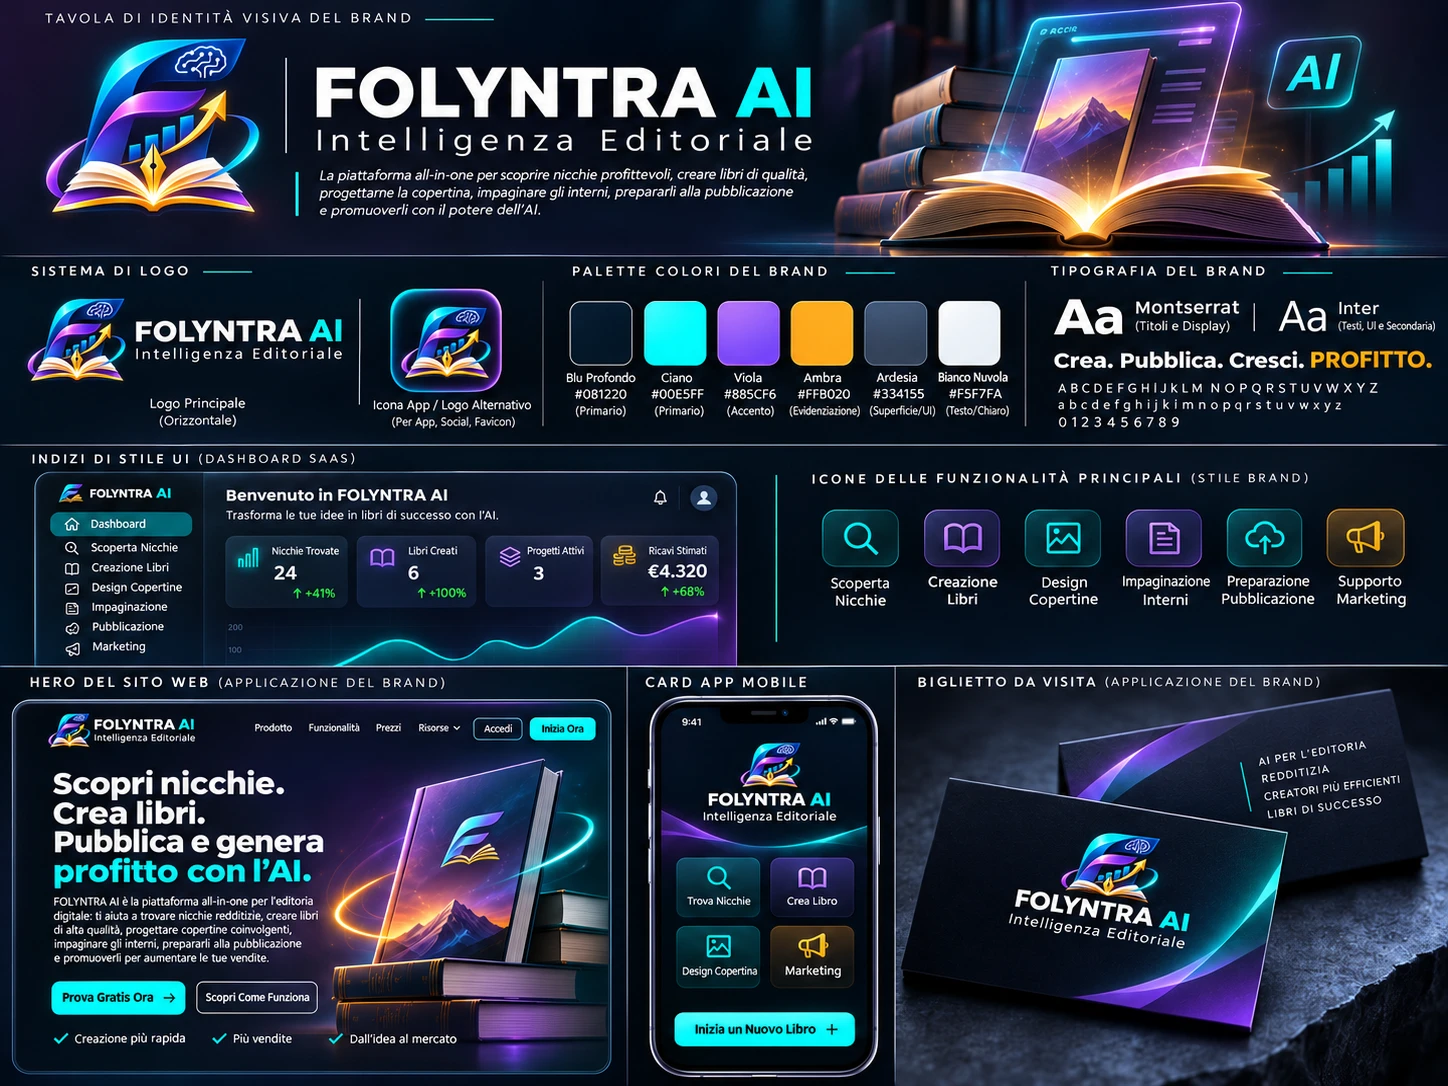 TAVOLA DI IDENTITÀ VISIVA DEL BRAND
FOLYNTRA AI
Intelligenza Editoriale
La piattaforma all-in-one per scoprire nicchie profittevoli, creare libri di qualità,
progettarne la copertina, impaginare gli interni, prepararli alla pubblicazione
e promuoverli con il potere dell'AI.
AI
SISTEMA DI LOGO
FOLYNTRA AI
Intelligenza Editoriale
Logo Principale
(Orizzontale)
Icona App / Logo Alternativo
(Per App, Social, Favicon)
PALETTE COLORI DEL BRAND
Blu Profondo
#081220
(Primario)
Ciano
#00E5FF
(Primario)
Viola
#885CF6
(Accento)
Ambra
#FFB020
(Evidenziazione)
Ardesia
#334155
(Superficie/UI)
Bianco Nuvola
#F5F7FA
(Testo/Chiaro)
TIPOGRAFIA DEL BRAND
Aa Montserrat
(Titoli e Display)
Aa Inter
(Testi, UI e Secondaria)
Crea. Pubblica. Cresci. PROFITTO.
A B C D E F G H I J K L M N O P Q R S T U V W X Y Z
a b c d e f g h i j k i m n o p q r s t u v w x y z
0 1 2 3 4 5 6 7 8 9
INDIZI DI STILE UI (DASHBOARD SAAS)
FOLYNTRA AI
Dashboard
Scoperta Nicchie
Creazione Libri
Design Copertine
Impaginazione
Pubblicazione
Marketing
Benvenuto in FOLYNTRA AI
Trasforma le tue idee in libri di successo con l'AI.
Nicchie Trovate
24
↑ +41%
Libri Creati
6
↑ +100%
Progetti Attivi
3
Ricavi Stimati
€4.320
↑ +68%
200
100
ICONE DELLE FUNZIONALITÀ PRINCIPALI (STILE BRAND)
Scoperta
Nicchie
Creazione
Libri
Design
Copertine
Impaginazione
Interni
Preparazione
Pubblicazione
Supporto
Marketing
HERO DEL SITO WEB (APPLICAZIONE DEL BRAND)
FOLYNTRA AI
Intelligenza Editoriale
Prodotto
Funzionalità
Prezzi
Risorse
Accedi
Inizia Ora
Scopri nicchie.
Crea libri.
Pubblica e genera
profitto con l'AI.
FOLYNTRA AI è la piattaforma all-in-one per l'editoria
digitale: ti aiuta a trovare nicchie redditizie, creare libri
di alta qualità, progettare copertine coinvolgenti,
impaginare gli interni, prepararli alla pubblicazione
e promuoverli per aumentare le tue vendite.
Prova Gratis Ora →
Scopri Come Funziona
Creazione più rapida
Più vendite
Dall'idea al mercato
CARD APP MOBILE
9:41
FOLYNTRA AI
Intelligenza Editoriale
Trova Nicchie
Crea Libro
Design Copertina
Marketing
Inizia un Nuovo Libro +
BIGLIETTO DA VISITA (APPLICAZIONE DEL BRAND)
AI PER L'EDITORIA
REDDITIZIA
CREATORI PIÙ EFFICIENTI
LIBRI DI SUCCESSO
FOLYNTRA AI
Intelligenza Editoriale